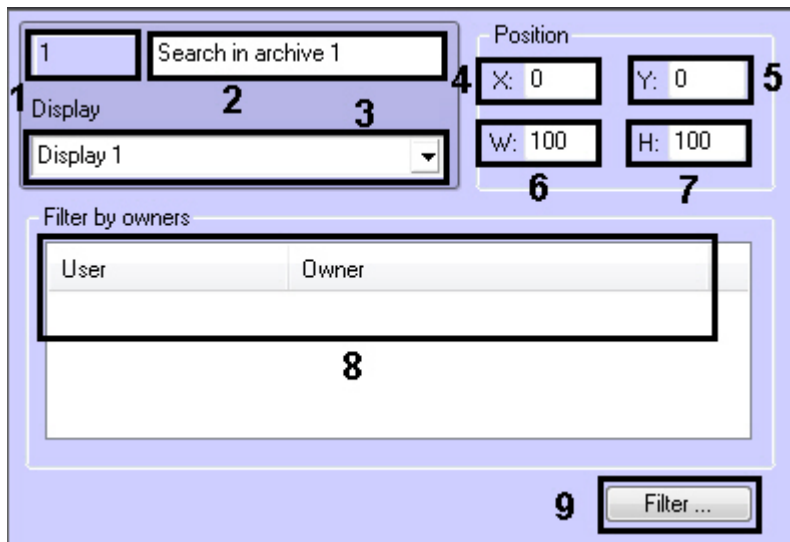 1
Search in archive 1
1
2
Display
3
Display 1
Position
4
X: 0
Y: 0
5
W: 100
H: 100
6
7
Filter by owners
User
Owner
8
9
Filter ...